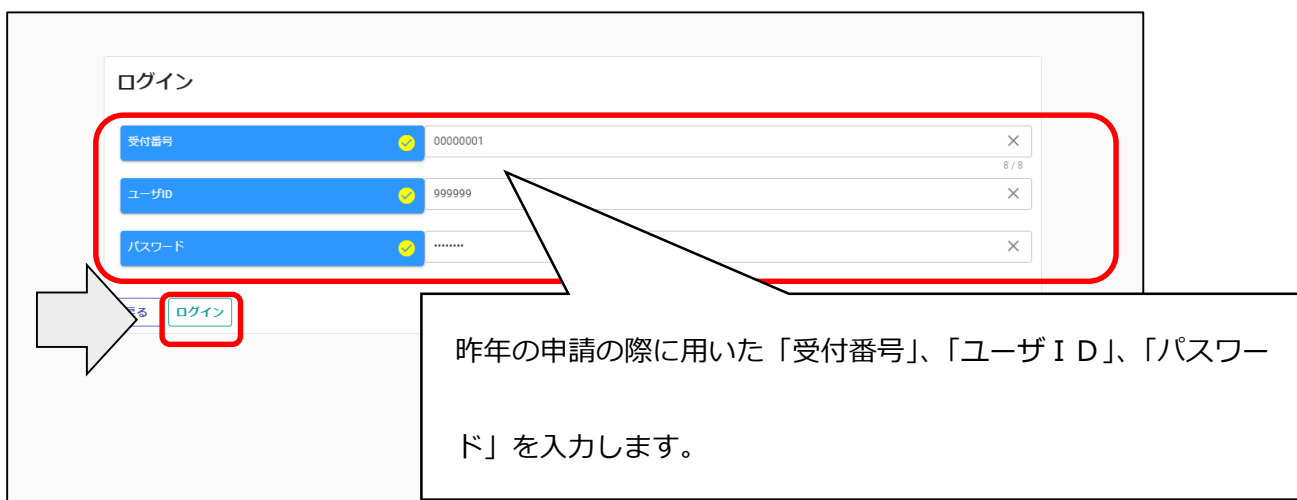 ログイン
受付番号
00000001
8 / 8
ユーザID
999999
パスワード
••••••••
戻る
ログイン
昨年の申請の際に用いた「受付番号」、「ユーザＩＤ」、「パスワー
ド」を入力します。